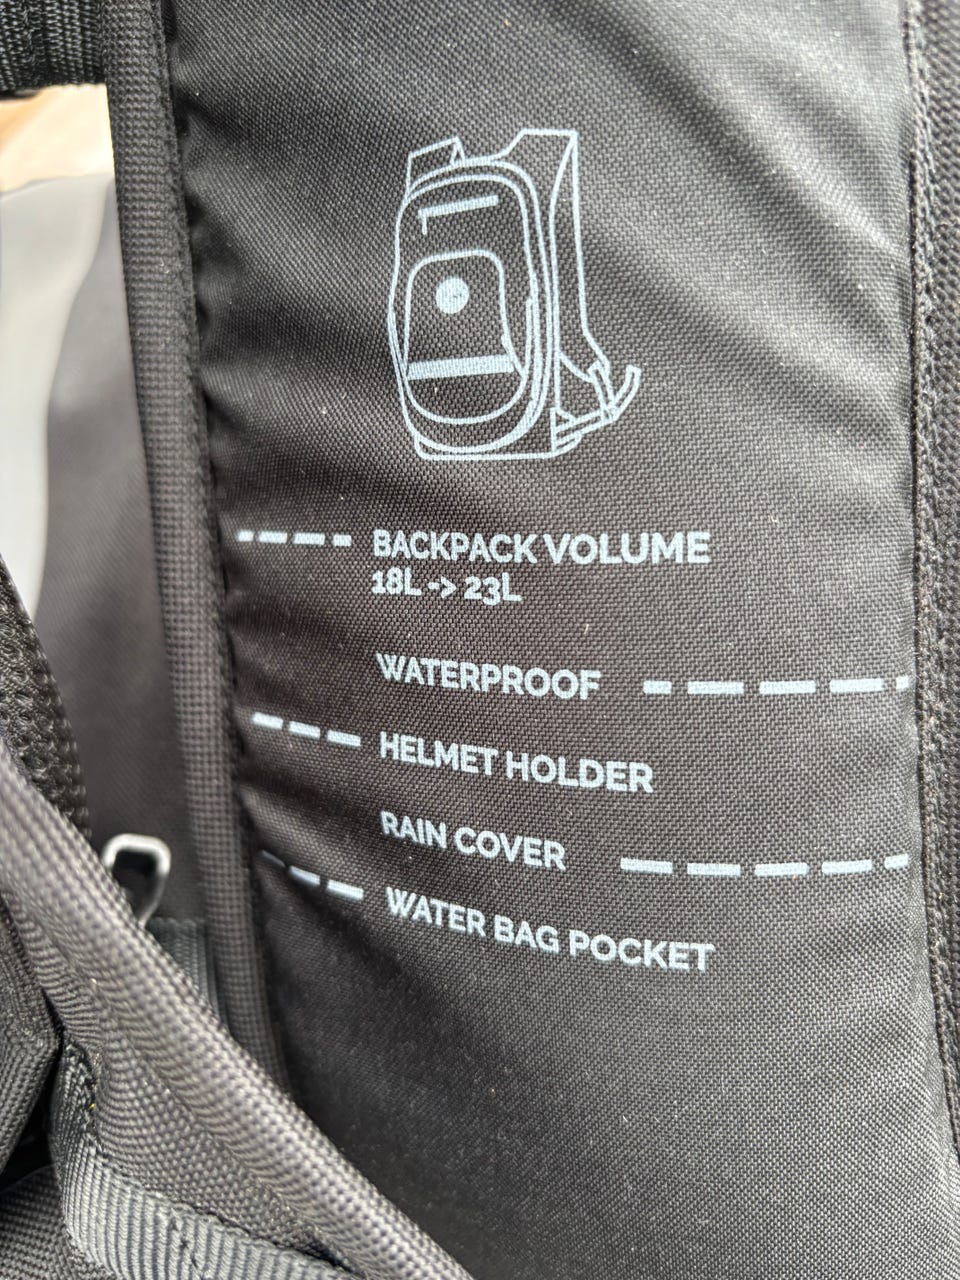 BACKPACK VOLUME
18L -> 23L
WATERPROOF
HELMET HOLDER
RAIN COVER
WATER BAG POCKET